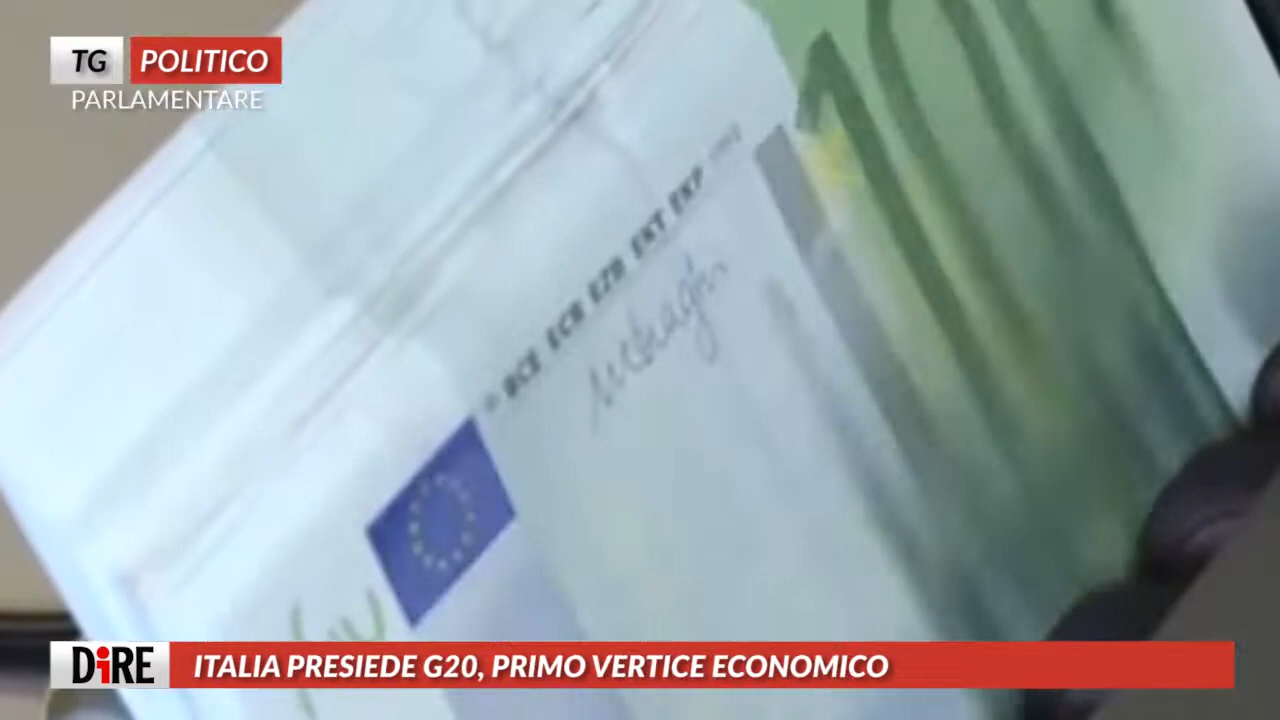 TG POLITICO
PARLAMENTARE
BCE ECB EZB EKT EKP
DiRE ITALIA PRESIEDE G20, PRIMO VERTICE ECONOMICO